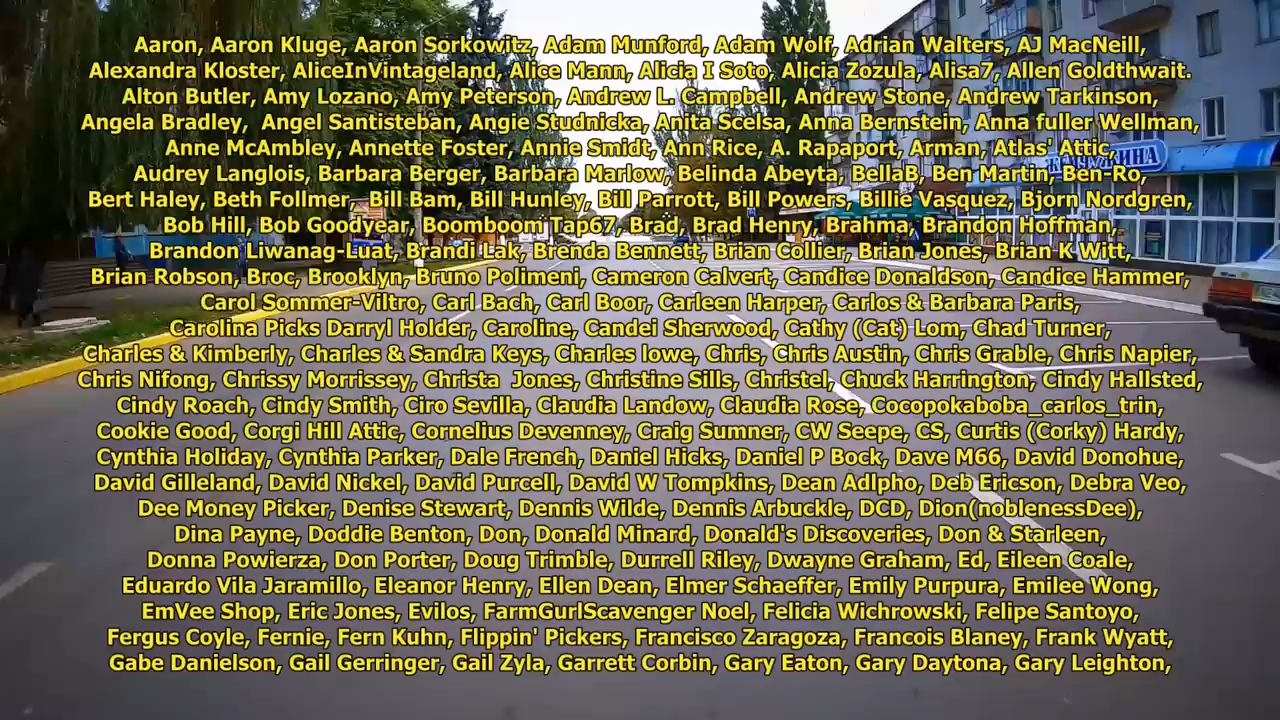 Aaron, Aaron Kluge, Aaron Sorkowitz, Adam Munford, Adam Wolf, Adrian Walters, AJ MacNeill,
Alexandra Kloster, AliceInVintageland, Alice Mann, Alicia I Soto, Alicia Zozula, Alisa7, Allen Goldthwait.
Alton Butler, Amy Lozano, Amy Peterson, Andrew L. Campbell, Andrew Stone, Andrew Tarkinson,
Angela Bradley, Angel Santisteban, Angie Studnicka, Anita Scelsa, Anna Bernstein, Anna fuller Wellman,
Anne McAmbley, Annette Foster, Annie Smidt, Ann Rice, A. Rapaport, Arman, Atlas' Attic,
Audrey Langlois, Barbara Berger, Barbara Marlow, Belinda Abeyta, BellaB, Ben Martin, Ben-Ro,
Bert Haley, Beth Follmer, Bill Bam, Bill Hunley, Bill Parrott, Bill Powers, Billie Vasquez, Bjorn Nordgren,
Bob Hill, Bob Goodyear, Boomboom Tap67, Brad, Brad Henry, Brahma, Brandon Hoffman,
Brandon Liwanag-Luat, Brandi Lak, Brenda Bennett, Brian Collier, Brian Jones, Brian K Witt,
Brian Robson, Broc, Brooklyn, Bruno Polimeni, Cameron Calvert, Candice Donaldson, Candice Hammer,
Carol Sommer-Viltro, Carl Bach, Carl Boor, Carleen Harper, Carlos & Barbara Paris,
Carolina Picks Darryl Holder, Caroline, Candei Sherwood, Cathy (Cat) Lom, Chad Turner,
Charles & Kimberly, Charles & Sandra Keys, Charles lowe, Chris, Chris Austin, Chris Grable, Chris Napier,
Chris Nifong, Chrissy Morrissey, Christa Jones, Christine Sills, Christel, Chuck Harrington, Cindy Hallsted,
Cindy Roach, Cindy Smith, Ciro Sevilla, Claudia Landow, Claudia Rose, Cocopokaboba_carlos_trin,
Cookie Good, Corgi Hill Attic, Cornelius Devenney, Craig Sumner, CW Seepe, CS, Curtis (Corky) Hardy,
Cynthia Holiday, Cynthia Parker, Dale French, Daniel Hicks, Daniel P Bock, Dave M66, David Donohue,
David Gilleland, David Nickel, David Purcell, David W Tompkins, Dean Adlpho, Deb Ericson, Debra Veo,
Dee Money Picker, Denise Stewart, Dennis Wilde, Dennis Arbuckle, DCD, Dion(noblenessDee),
Dina Payne, Doddie Benton, Don, Donald Minard, Donald's Discoveries, Don & Starleen,
Donna Powierza, Don Porter, Doug Trimble, Durrell Riley, Dwayne Graham, Ed, Eileen Coale,
Eduardo Vila Jaramillo, Eleanor Henry, Ellen Dean, Elmer Schaeffer, Emily Purpura, Emilee Wong,
EmVee Shop, Eric Jones, Evilos, FarmGurlScavenger Noel, Felicia Wichrowski, Felipe Santoyo,
Fergus Coyle, Fernie, Fern Kuhn, Flippin' Pickers, Francisco Zaragoza, Francois Blaney, Frank Wyatt,
Gabe Danielson, Gail Gerringer, Gail Zyla, Garrett Corbin, Gary Eaton, Gary Daytona, Gary Leighton,